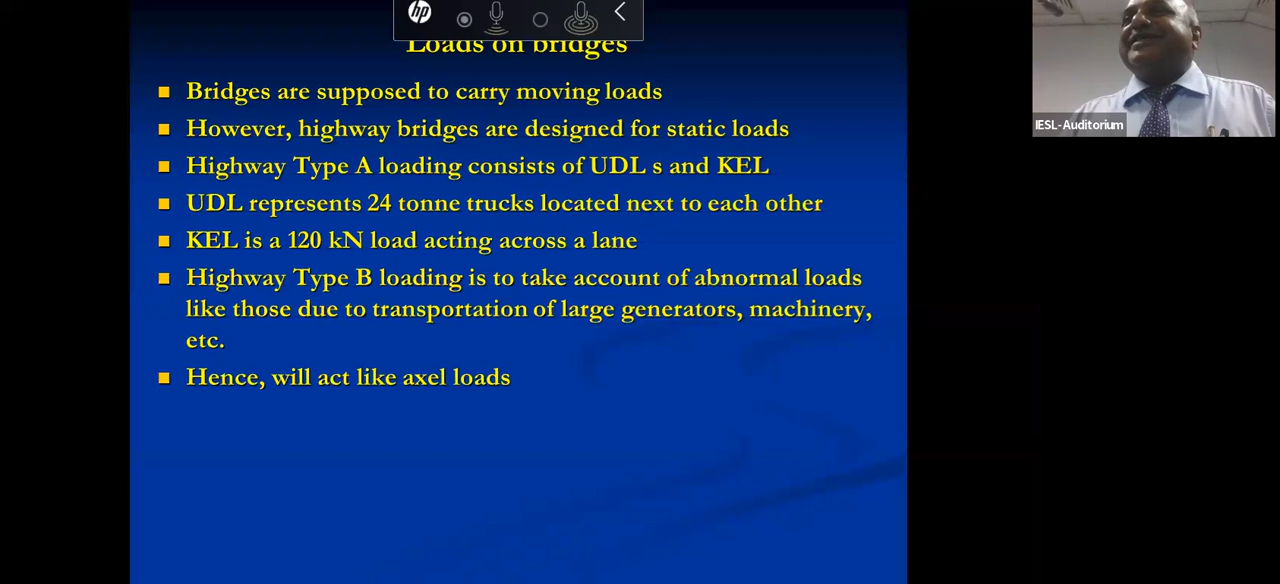 hp
Loads on bridges
Bridges are supposed to carry moving loads
However, highway bridges are designed for static loads
Highway Type A loading consists of UDL s and KEL
UDL represents 24 tonne trucks located next to each other
KEL is a 120 kN load acting across a lane
Highway Type B loading is to take account of abnormal loads
like those due to transportation of large generators, machinery,
etc.
Hence, will act like axel loads
IESL-Auditorium